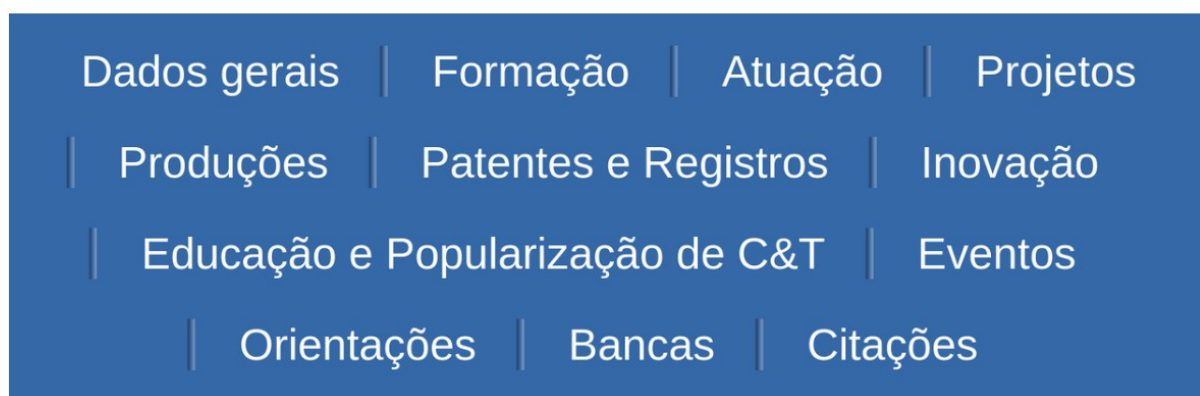 Dados gerais | Formação | Atuação | Projetos
| Produções | Patentes e Registros | Inovação
| Educação e Popularização de C&T | Eventos
| Orientações | Bancas | Citações